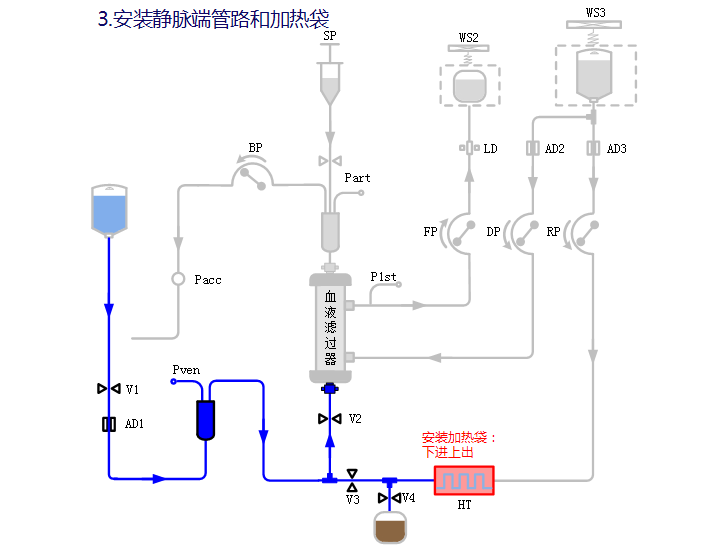 3.安装静脉端管路和加热袋
SP
WS2
WS3
BP
LD
AD2
AD3
Part
FP
DP
RP
Pacc
P1st
血液滤过器
Pven
V1
AD1
V2
安装加热袋：
下进上出
V3
V4
HT